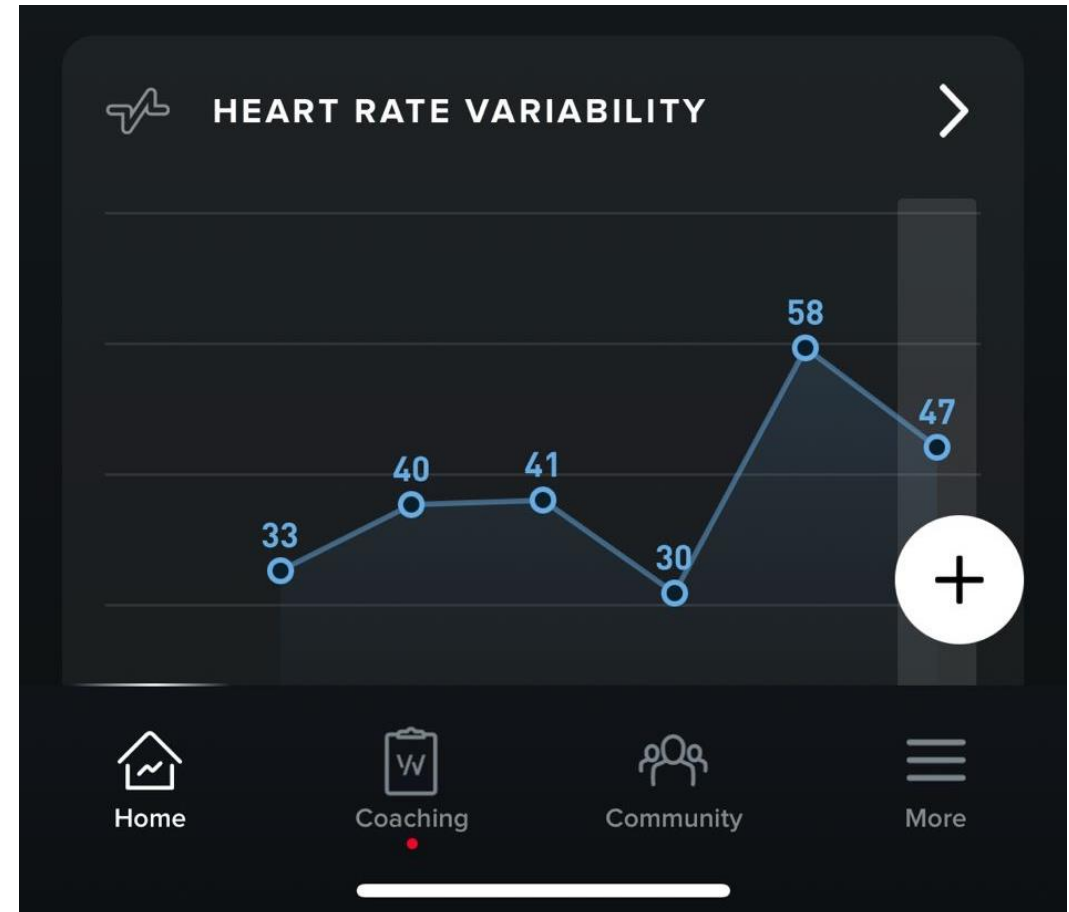 HEART RATE VARIABILITY
33
40
41
30
58
47
Home
Coaching
Community
More